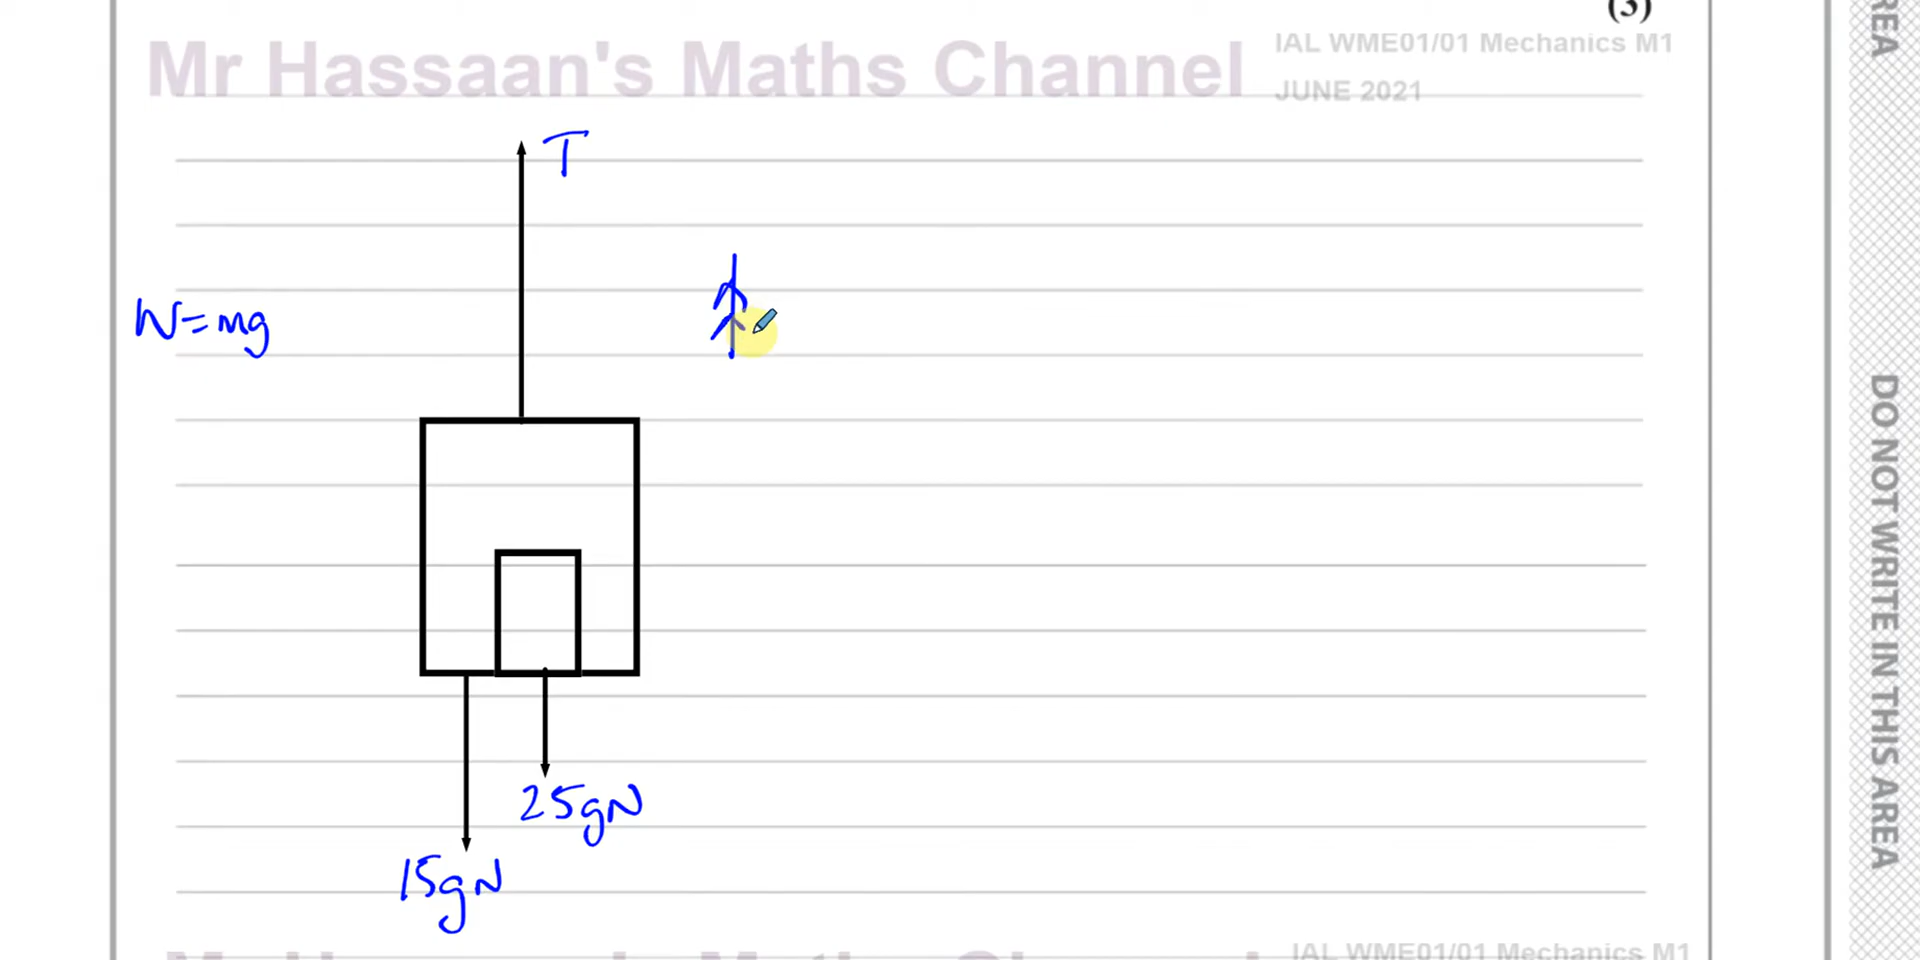 (3)
Mr Hassaan's Maths Channel
IAL WME01/01 Mechanics M1
JUNE 2021
T
W=mg
25gN
15gN
IAL WME01/01 Mechanics M1
DO NOT WRITE IN THIS AREA